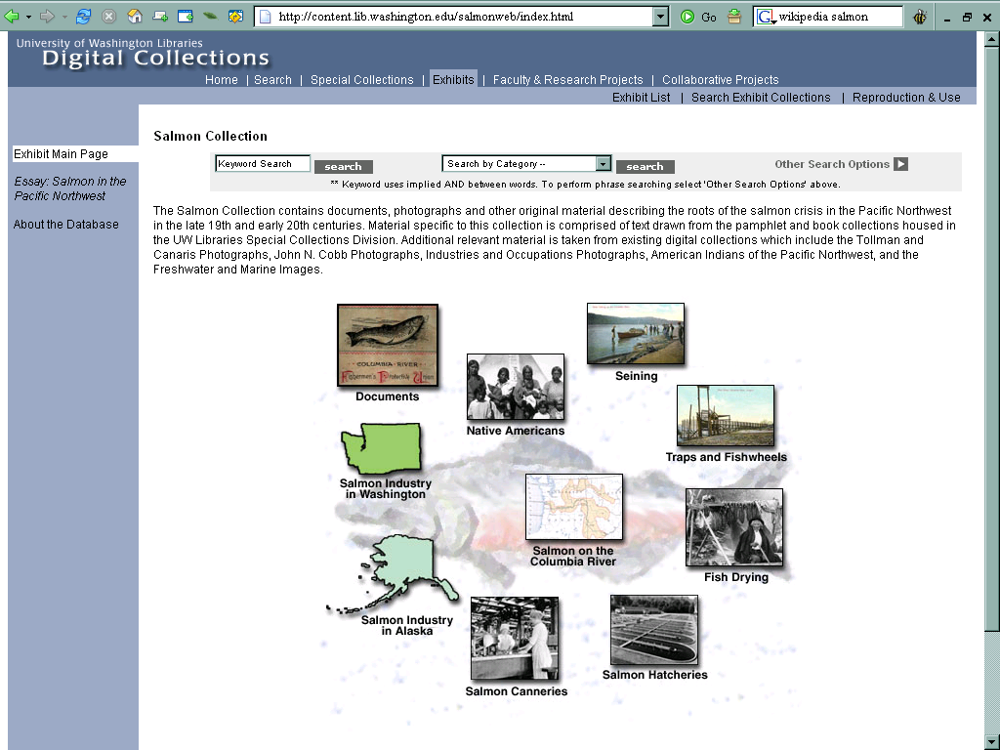 http://content.lib.washington.edu/salmonweb/index.html
Go
wikipedia salmon
University of Washington Libraries
Digital Collections
Home | Search | Special Collections | Exhibits | Faculty & Research Projects | Collaborative Projects
Exhibit List | Search Exhibit Collections | Reproduction & Use
Salmon Collection
Exhibit Main Page
Essay: Salmon in the
Pacific Northwest
About the Database
Keyword Search
search
Search by Category --
search
Other Search Options
** Keyword uses implied AND between words. To perform phrase searching select 'Other Search Options' above.
The Salmon Collection contains documents, photographs and other original material describing the roots of the salmon crisis in the Pacific Northwest
in the late 19th and early 20th centuries. Material specific to this collection is comprised of text drawn from the pamphlet and book collections housed in
the UW Libraries Special Collections Division. Additional relevant material is taken from existing digital collections which include the Tollman and
Canaris Photographs, John N. Cobb Photographs, Industries and Occupations Photographs, American Indians of the Pacific Northwest, and the
Freshwater and Marine Images.
COLUMBIA · RIVER
Fishermen's Protective Union
Documents
Native Americans
Seining
Traps and Fishwheels
Salmon Industry
in Washington
Salmon on the
Columbia River
Fish Drying
Salmon Industry
in Alaska
Salmon Canneries
Salmon Hatcheries